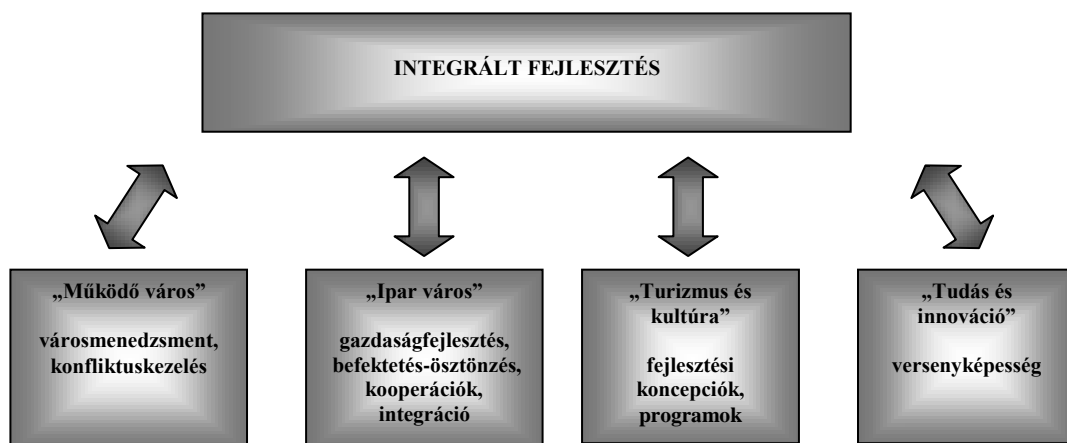 INTEGRÁLT FEJLESZTÉS
„Működő város”
városmenedzsment,
konfliktuskezelés
„Ipar város”
gazdaságfejlesztés,
befektetés-ösztönzés,
kooperációk,
integráció
„Turizmus és
kultúra”
fejlesztési
koncepciók,
programok
„Tudás és
innováció”
versenyképesség